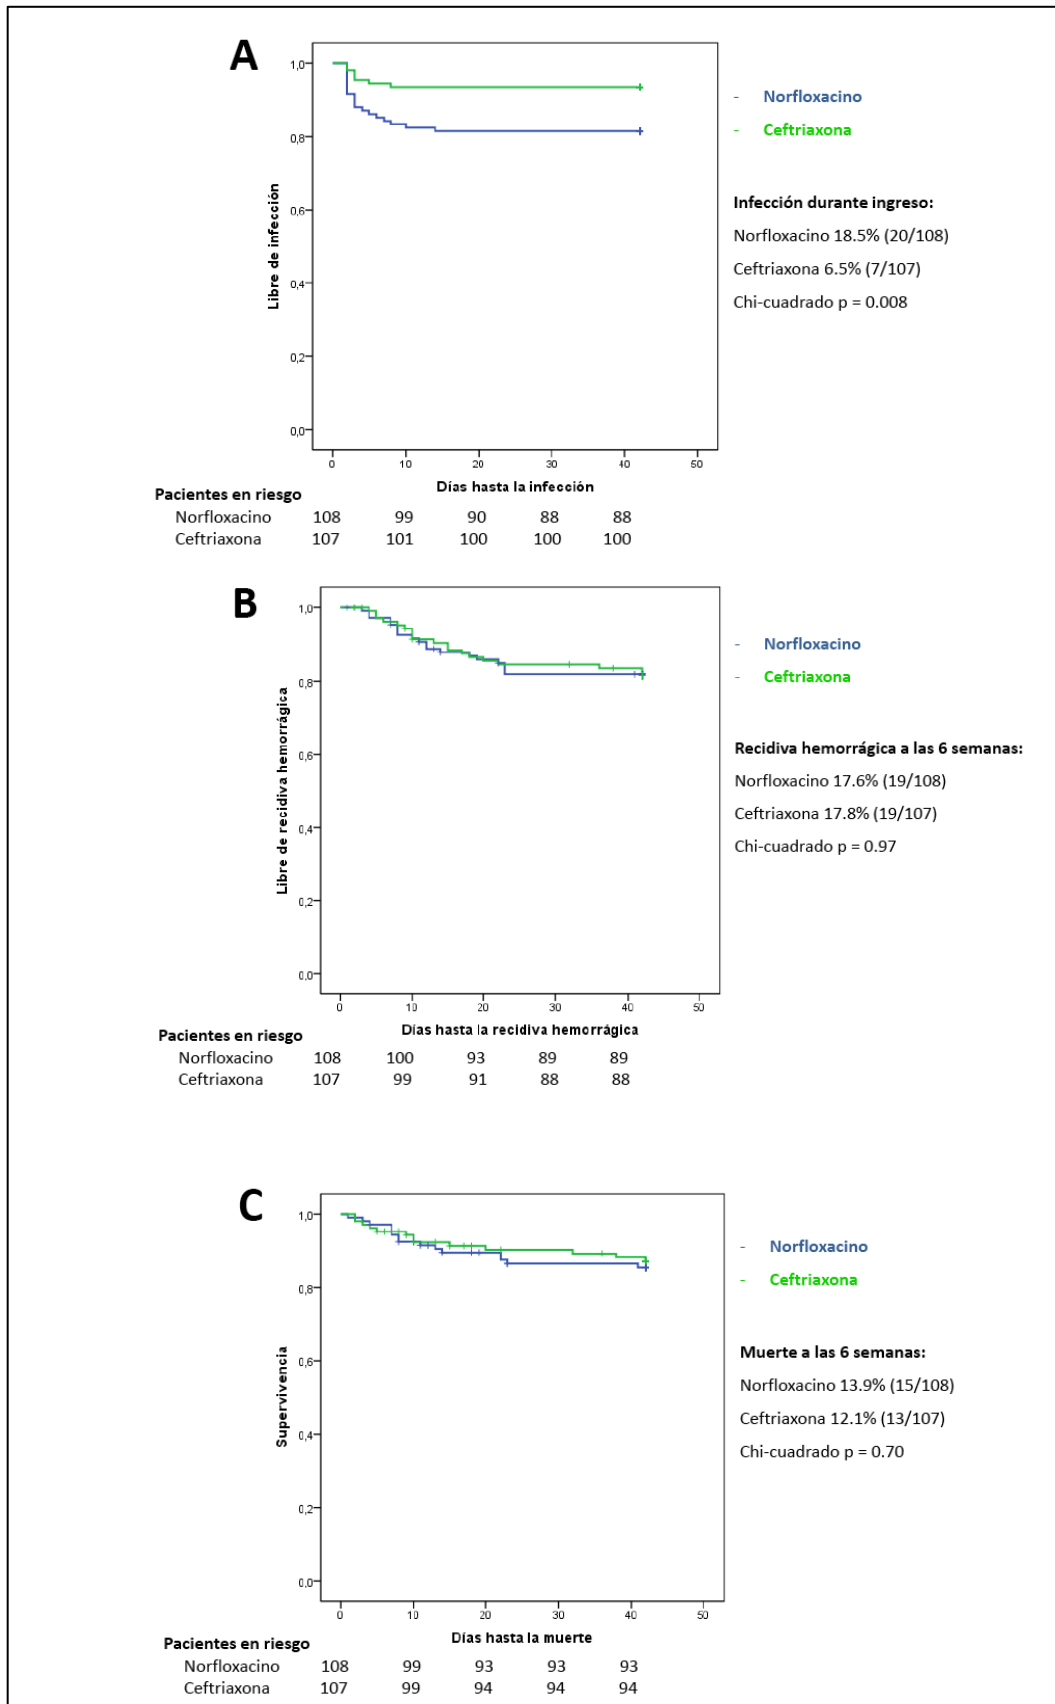 A
1,0
0,8
0,6
0,4
0,2
0,0
Libre de infección
0 10 20 30 40 50
Días hasta la infección
- Norfloxacino
- Ceftriaxona
Infección durante ingreso:
Norfloxacino 18.5% (20/108)
Ceftriaxona 6.5% (7/107)
Chi-cuadrado p = 0.008
Pacientes en riesgo
Norfloxacino 108 99 90 88 88
Ceftriaxona 107 101 100 100 100
B
1,0
0,8
0,6
0,4
0,2
0,0
Libre de recidiva hemorrágica
0 10 20 30 40 50
Días hasta la recidiva hemorrágica
- Norfloxacino
- Ceftriaxona
Recidiva hemorrágica a las 6 semanas:
Norfloxacino 17.6% (19/108)
Ceftriaxona 17.8% (19/107)
Chi-cuadrado p = 0.97
Pacientes en riesgo
Norfloxacino 108 100 93 89 89
Ceftriaxona 107 99 91 88 88
C
1,0
0,8
0,6
0,4
0,2
0,0
Supervivencia
0 10 20 30 40 50
Días hasta la muerte
- Norfloxacino
- Ceftriaxona
Muerte a las 6 semanas:
Norfloxacino 13.9% (15/108)
Ceftriaxona 12.1% (13/107)
Chi-cuadrado p = 0.70
Pacientes en riesgo
Norfloxacino 108 99 93 93 93
Ceftriaxona 107 99 94 94 94